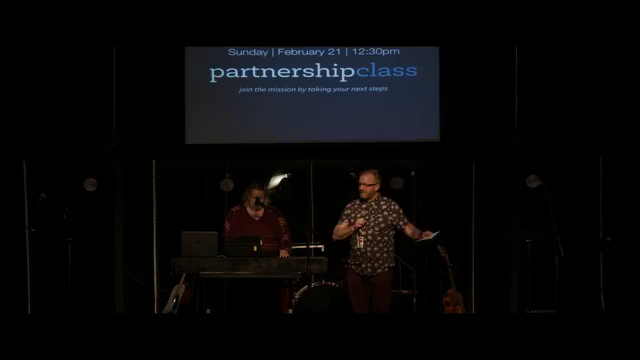 Sunday | February 21 | 12:30pm
partnershipclass
join the mission by taking your next steps